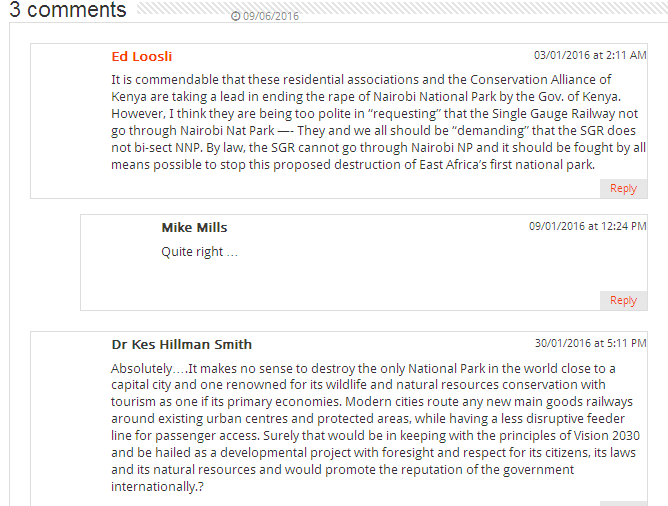 3 comments
09/06/2016
Ed Loosli
03/01/2016 at 2:11 AM
It is commendable that these residential associations and the Conservation Alliance of
Kenya are taking a lead in ending the rape of Nairobi National Park by the Gov. of Kenya.
However, I think they are being too polite in “requesting” that the Single Gauge Railway not
go through Nairobi Nat Park —- They and we all should be “demanding” that the SGR does
not bi-sect NNP. By law, the SGR cannot go through Nairobi NP and it should be fought by all
means possible to stop this proposed destruction of East Africa’s first national park.
Reply
Mike Mills
09/01/2016 at 12:24 PM
Quite right …
Reply
Dr Kes Hillman Smith
30/01/2016 at 5:11 PM
Absolutely….It makes no sense to destroy the only National Park in the world close to a
capital city and one renowned for its wildlife and natural resources conservation with
tourism as one if its primary economies. Modern cities route any new main goods railways
around existing urban centres and protected areas, while having a less disruptive feeder
line for passenger access. Surely that would be in keeping with the principles of Vision 2030
and be hailed as a developmental project with foresight and respect for its citizens, its laws
and its natural resources and would promote the reputation of the government
internationally.?